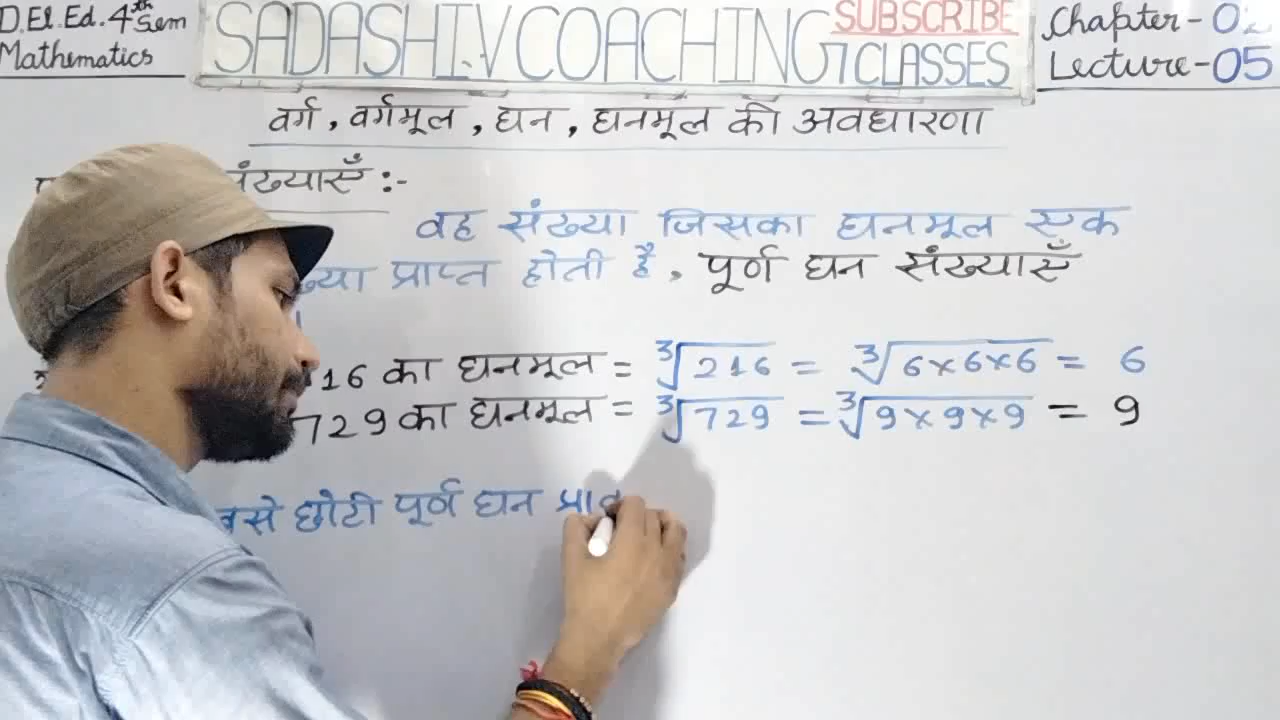 D.El.Ed. 4th Sem
Mathematics
SADASHIV COACHING CLASSES
SUBSCRIBE
Chapter - 02
Lecture - 05
वर्ग, वर्गमूल, घन, घनमूल की अवधारणा
संख्याएँ :-
वह संख्या जिसका घनमूल एक
प्राप्त होती है, पूर्ण घन संख्याएँ
16 का घनमूल = ∛216 = ∛6×6×6 = 6
729 का घनमूल = ∛729 = ∛9×9×9 = 9
छोटी पूर्ण घन